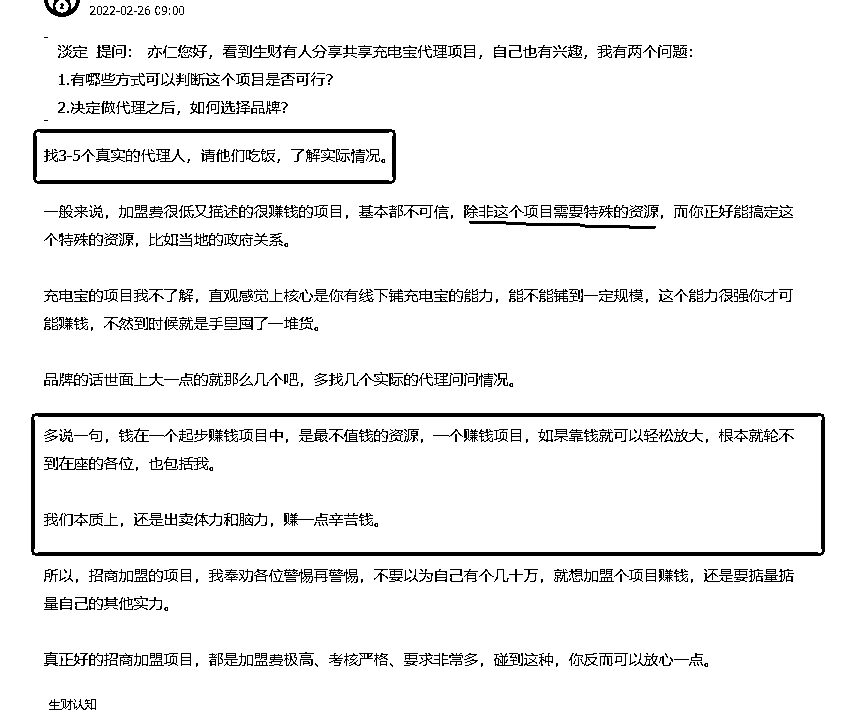 2022-02-26 09:00
淡定 提问： 亦仁您好，看到生财有人分享共享充电宝代理项目，自己也有兴趣，我有两个问题：
1.有哪些方式可以判断这个项目是否可行？
2.决定做代理之后，如何选择品牌？
找3-5个真实的代理人，请他们吃饭，了解实际情况。
一般来说，加盟费很低又描述的很赚钱的项目，基本都不可信，除非这个项目需要特殊的资源，而你正好能搞定这
个特殊的资源，比如当地的政府关系。
充电宝的项目我不了解，直观感觉上核心是你有线下铺充电宝的能力，能不能铺到一定规模，这个能力很强你才可
能赚钱，不然到时候就是手里囤了一堆货。
品牌的话世面上大一点的就那么几个吧，多找几个实际的代理问问情况。
多说一句，钱在一个起步赚钱项目中，是最不值钱的资源，一个赚钱项目，如果靠钱就可以轻松放大，根本就轮不
到在座的各位，也包括我。
我们本质上，还是出卖体力和脑力，赚一点辛苦钱。
所以，招商加盟的项目，我奉劝各位警惕再警惕，不要以为自己有个几十万，就想加盟个项目赚钱，还是要掂量掂
量自己的其他实力。
真正好的招商加盟项目，都是加盟费极高、考核严格、要求非常多，碰到这种，你反而可以放心一点。
生财认知